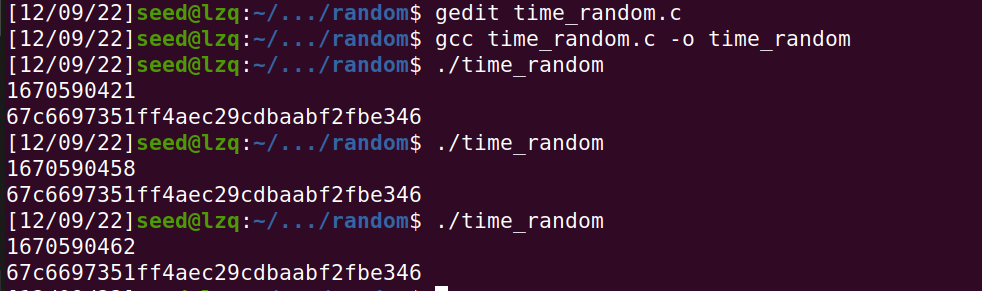 [12/09/22]seed@lzq:~/.../random$ gedit time_random.c
[12/09/22]seed@lzq:~/.../random$ gcc time_random.c -o time_random
[12/09/22]seed@lzq:~/.../random$ ./time_random
1670590421
67c6697351ff4aec29cdbaabf2fbe346
[12/09/22]seed@lzq:~/.../random$ ./time_random
1670590458
67c6697351ff4aec29cdbaabf2fbe346
[12/09/22]seed@lzq:~/.../random$ ./time_random
1670590462
67c6697351ff4aec29cdbaabf2fbe346